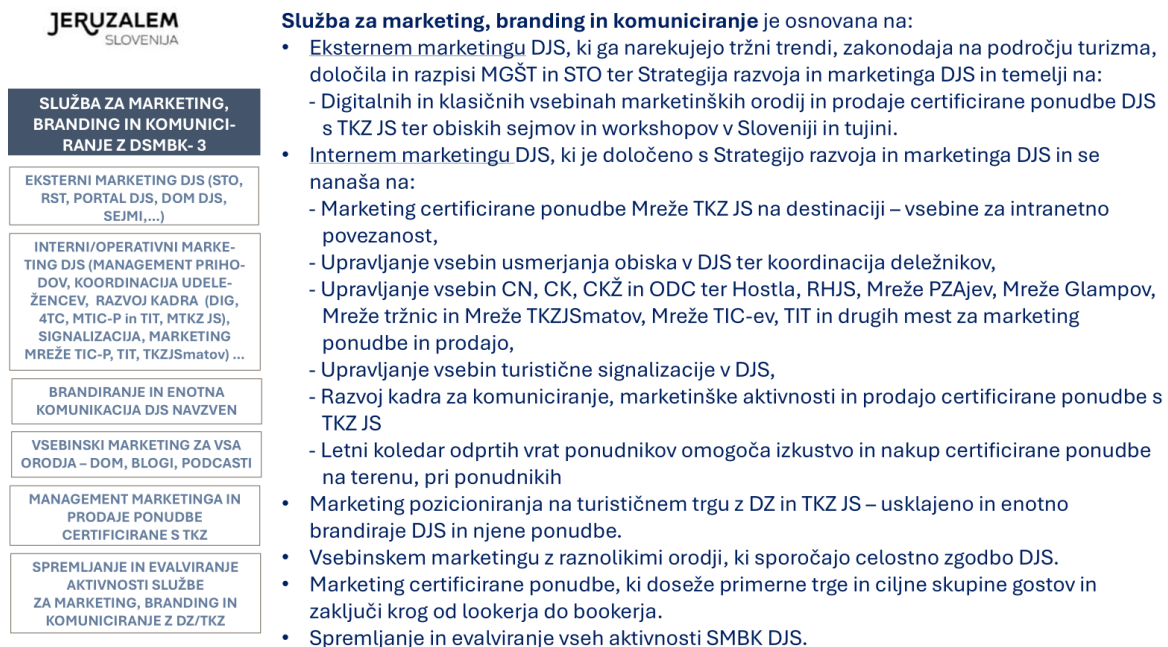 JERUZALEM
SLOVENIJA
SLUŽBA ZA MARKETING,
BRANDING IN KOMUNICI-
RANJE Z DSMBK- 3
EKSTERNI MARKETING DJS (STO,
RST, PORTAL DJS, DOM DJS,
SEJMI,...)
INTERNI/OPERATIVNI MARKE-
TING DJS (MANAGEMENT PRIHO-
DOV, KOORDINACIJA UDELE-
ŽENCEV, RAZVOJ KADRA (DIG,
4TC, MTIC-P in TIT, MTKZ JS),
SIGNALIZACIJA, MARKETING
MREŽE TIC-P, TIT, TKZJSmatov) ...
BRANDIRANJE IN ENOTNA
KOMUNIKACIJA DJS NAVZVEN
VSEBINSKI MARKETING ZA VSA
ORODJA – DOM, BLOGI, PODCASTI
MANAGEMENT MARKETINGA IN
PRODAJE PONUDBE
CERTIFICIRANE S TKZ
SPREMLJANJE IN EVALVIRANJE
AKTIVNOSTI SLUŽBE
ZA MARKETING, BRANDING IN
KOMUNICIRANJE Z DZ/TKZ
Služba za marketing, branding in komuniciranje je osnovana na:
• Eksternem marketingu DJS, ki ga narekujejo tržni trendi, zakonodaja na področju turizma,
določila in razpisi MGŠT in STO ter Strategija razvoja in marketinga DJS in temelji na:
- Digitalnih in klasičnih vsebinah marketinških orodij in prodaje certificirane ponudbe DJS
s TKZ JS ter obiskih sejmov in workshopov v Sloveniji in tujini.
• Internem marketingu DJS, ki je določeno s Strategijo razvoja in marketinga DJS in se
nanaša na:
- Marketing certificirane ponudbe Mreže TKZ JS na destinaciji – vsebine za intranetno
povezanost,
- Upravljanje vsebin usmerjanja obiska v DJS ter koordinacija deležnikov,
- Upravljanje vsebin CN, CK, CKŽ in ODC ter Hostla, RHJS, Mreže PZAjev, Mreže Glampov,
Mreže tržnic in Mreže TKZJSmatov, Mreže TIC-ev, TIT in drugih mest za marketing
ponudbe in prodajo,
- Upravljanje vsebin turistične signalizacije v DJS,
- Razvoj kadra za komuniciranje, marketinške aktivnosti in prodajo certificirane ponudbe s
TKZ JS
- Letni koledar odprtih vrat ponudnikov omogoča izkustvo in nakup certificirane ponudbe
na terenu, pri ponudnikih
• Marketing pozicioniranja na turističnem trgu z DZ in TKZ JS – usklajeno in enotno
brandiraje DJS in njene ponudbe.
• Vsebinskem marketingu z raznolikimi orodji, ki sporočajo celostno zgodbo DJS.
• Marketing certificirane ponudbe, ki doseže primerne trge in ciljne skupine gostov in
zaključi krog od lookerja do bookerja.
• Spremljanje in evalviranje vseh aktivnosti SMBK DJS.